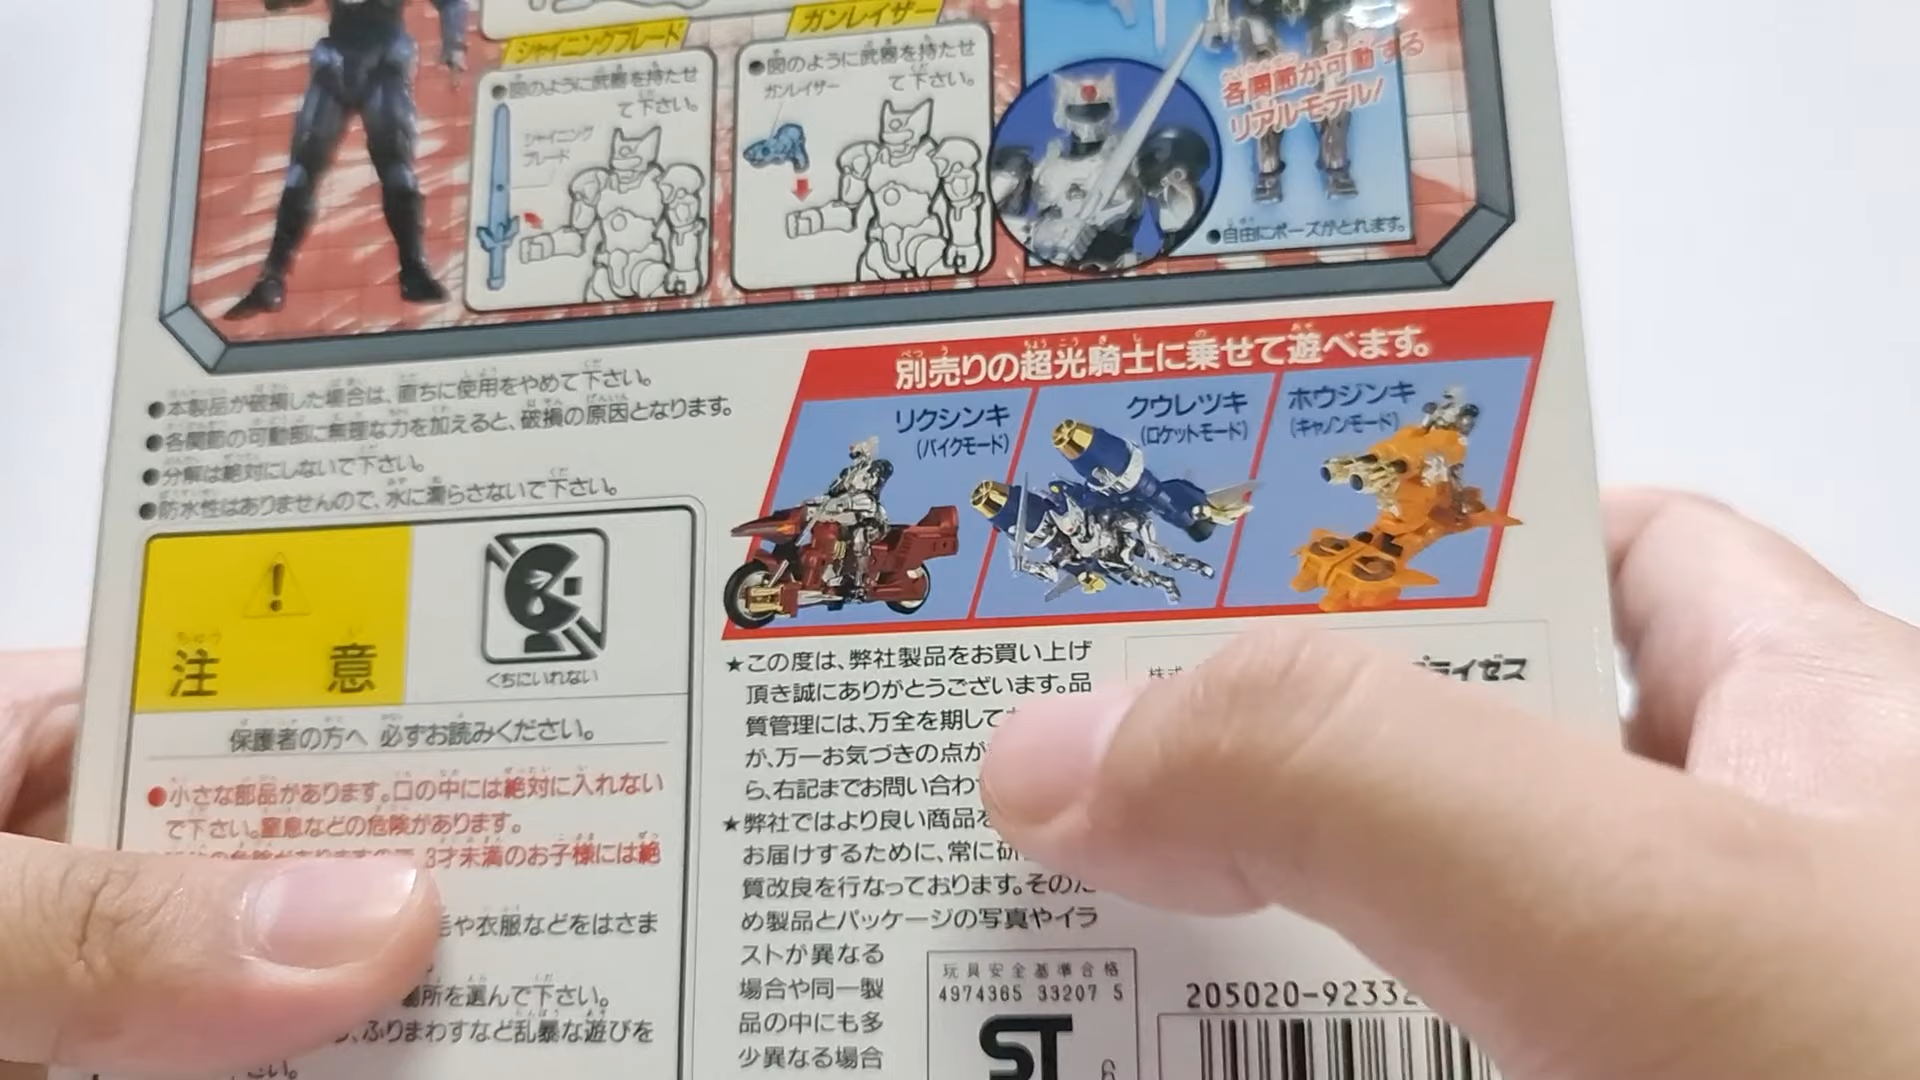 シャイニングブレード
ガンレイザー
●図のように武器を持たせ
て下さい。
シャイニング
ブレード
●図のように武器を持たせ
て下さい。
ガンレイザー
各関節が可動する
リアルモデル!
●自由にポーズがとれます。
●本製品が破損した場合は、直ちに使用をやめて下さい。
●各関節の可動部に無理な力を加えると、破損の原因となります。
●分解は絶対にしないで下さい。
●防水性はありませんので、水に濡らさないで下さい。
別売りの超光騎士に乗せて遊べます。
リクシンキ
(バイクモード)
クウレツキ
(ロケットモード)
ホウジンキ
(キャノンモード)
注意
くちにいれない
保護者の方へ 必ずお読みください。
●小さな部品があります。口の中には絶対に入れない
で下さい。窒息などの危険があります。
3才未満のお子様には絶
毛や衣服などをはさま
場所を選んで下さい。
ふりまわすなど乱暴な遊びを
★この度は、弊社製品をお買い上げ
頂き誠にありがとうございます。品
質管理には、万全を期して
が、万一お気づきの点が
ら、右記までお問い合わ
★弊社ではより良い商品を
お届けするために、常に研
質改良を行なっております。そのた
め製品とパッケージの写真やイラ
ストが異なる
場合や同一製
品の中にも多
少異なる場合
株式
プライゼス
玩具安全基準合格
4974365 33207 5
ST
6
205020-9233